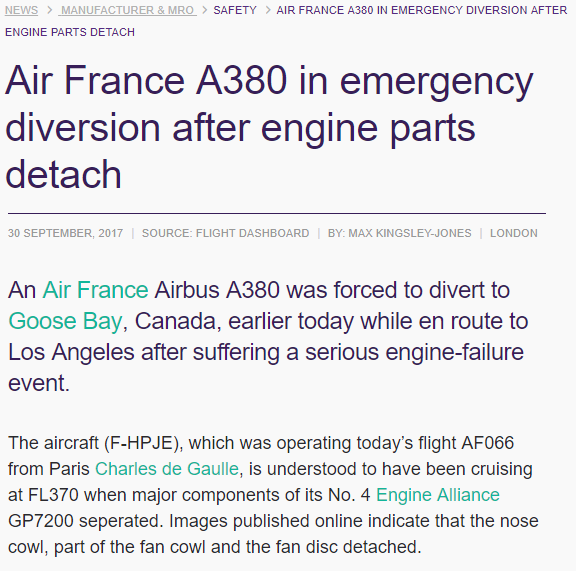 NEWS > MANUFACTURER & MRO > SAFETY > AIR FRANCE A380 IN EMERGENCY DIVERSION AFTER
ENGINE PARTS DETACH
Air France A380 in emergency
diversion after engine parts
detach
30 SEPTEMBER, 2017 | SOURCE: FLIGHT DASHBOARD | BY: MAX KINGSLEY-JONES | LONDON
An Air France Airbus A380 was forced to divert to
Goose Bay, Canada, earlier today while en route to
Los Angeles after suffering a serious engine-failure
event.
The aircraft (F-HPJE), which was operating today's flight AF066
from Paris Charles de Gaulle, is understood to have been cruising
at FL370 when major components of its No. 4 Engine Alliance
GP7200 seperated. Images published online indicate that the nose
cowl, part of the fan cowl and the fan disc detached.